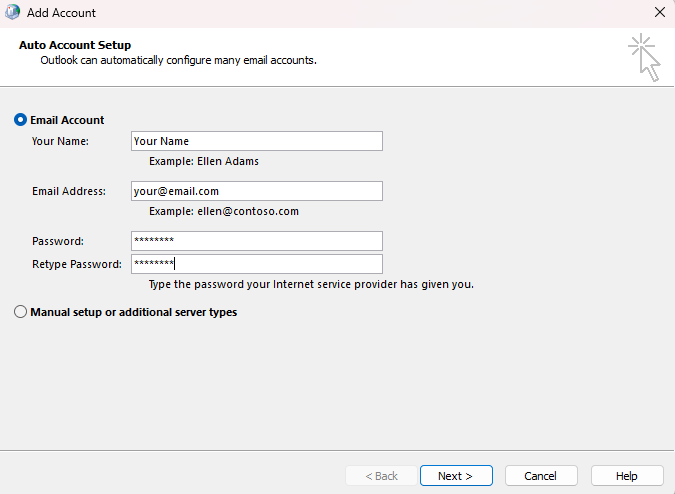 Add Account
Auto Account Setup
Outlook can automatically configure many email accounts.
Email Account
Your Name: Your Name
Example: Ellen Adams
Email Address: your@email.com
Example: ellen@contoso.com
Password: ********
Retype Password: ********
Type the password your Internet service provider has given you.
Manual setup or additional server types
< Back Next > Cancel Help